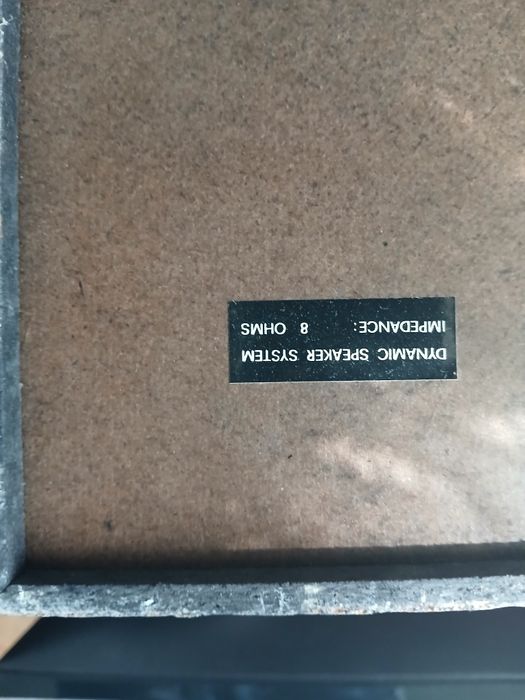 DYNAMIC SPEAKER SYSTEM
IMPEDANCE: 8 OHMS